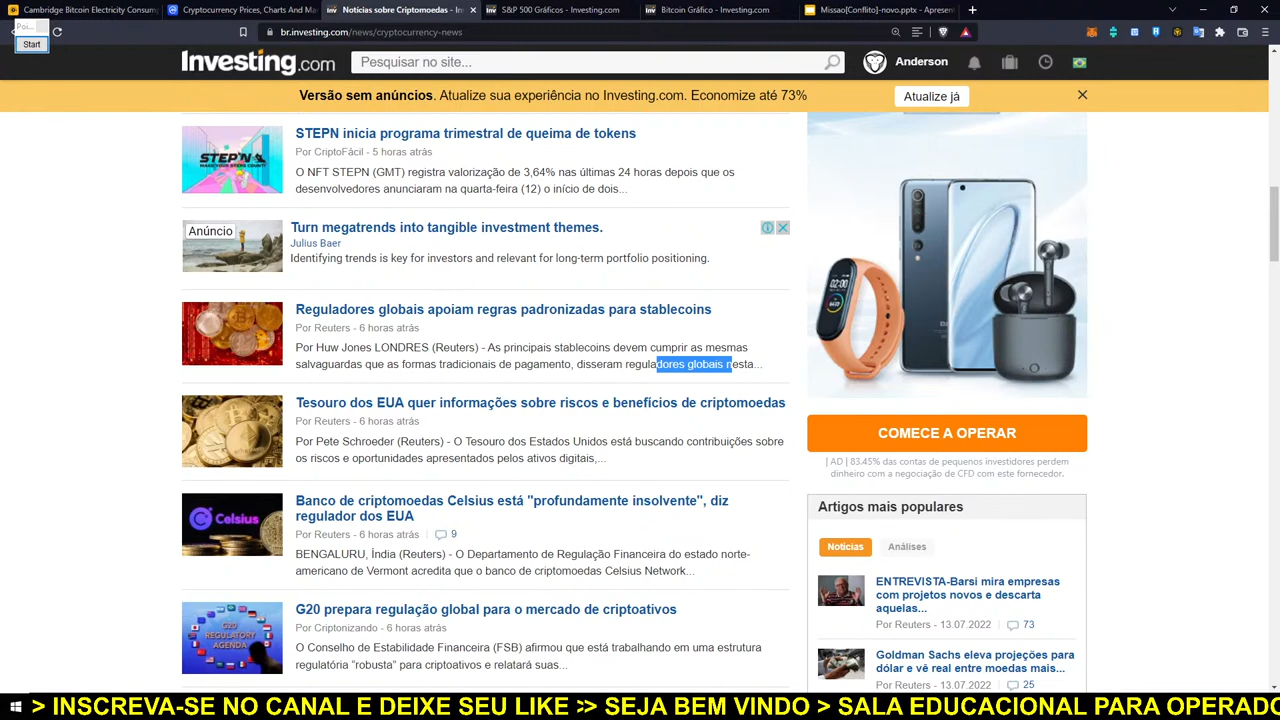 Cambridge Bitcoin Electricity Consump
Cryptocurrency Prices, Charts And Ma
Notícias sobre Criptomoedas - In
S&P 500 Gráficos - Investing.com
Bitcoin Gráfico - Investing.com
Missao[Conflito]-novo.pptx - Apresen
Poi...
Start
br.investing.com/news/cryptocurrency-news
Investing.com
Pesquisar no site...
Anderson
Versão sem anúncios. Atualize sua experiência no Investing.com. Economize até 73%
Atualize já
STEPN inicia programa trimestral de queima de tokens
Por CriptoFácil - 5 horas atrás
O NFT STEPN (GMT) registra valorização de 3,64% nas últimas 24 horas depois que os
desenvolvedores anunciaram na quarta-feira (12) o início de dois...
STEP'N
Anúncio
Turn megatrends into tangible investment themes.
Julius Baer
Identifying trends is key for investors and relevant for long-term portfolio positioning.
Reguladores globais apoiam regras padronizadas para stablecoins
Por Reuters - 6 horas atrás
Por Huw Jones LONDRES (Reuters) - As principais stablecoins devem cumprir as mesmas
salvaguardas que as formas tradicionais de pagamento, disseram reguladores globais nesta...
Tesouro dos EUA quer informações sobre riscos e benefícios de criptomoedas
Por Reuters - 6 horas atrás
Por Pete Schroeder (Reuters) - O Tesouro dos Estados Unidos está buscando contribuições sobre
os riscos e oportunidades apresentados pelos ativos digitais,...
Celsius
Banco de criptomoedas Celsius está "profundamente insolvente", diz
regulador dos EUA
Por Reuters - 6 horas atrás
9
BENGALURU, Índia (Reuters) - O Departamento de Regulação Financeira do estado norte-
americano de Vermont acredita que o banco de criptomoedas Celsius Network...
G20
REGULATORY
AGENDA
G20 prepara regulação global para o mercado de criptoativos
Por Criptonizando - 6 horas atrás
O Conselho de Estabilidade Financeira (FSB) afirmou que está trabalhando em uma estrutura
regulatória “robusta” para criptoativos e relatará suas...
02:00
COMECE A OPERAR
| AD | 83.45% das contas de pequenos investidores perdem
dinheiro com a negociação de CFD com este fornecedor.
Artigos mais populares
Notícias
Análises
ENTREVISTA-Barsi mira empresas
com projetos novos e descarta
aquelas...
Por Reuters - 13.07.2022
73
Goldman Sachs eleva projeções para
dólar e vê real entre moedas mais...
Por Reuters - 13.07.2022
25
> INSCREVA-SE NO CANAL E DEIXE SEU LIKE >> SEJA BEM VINDO > SALA EDUCACIONAL PARA OPERADO